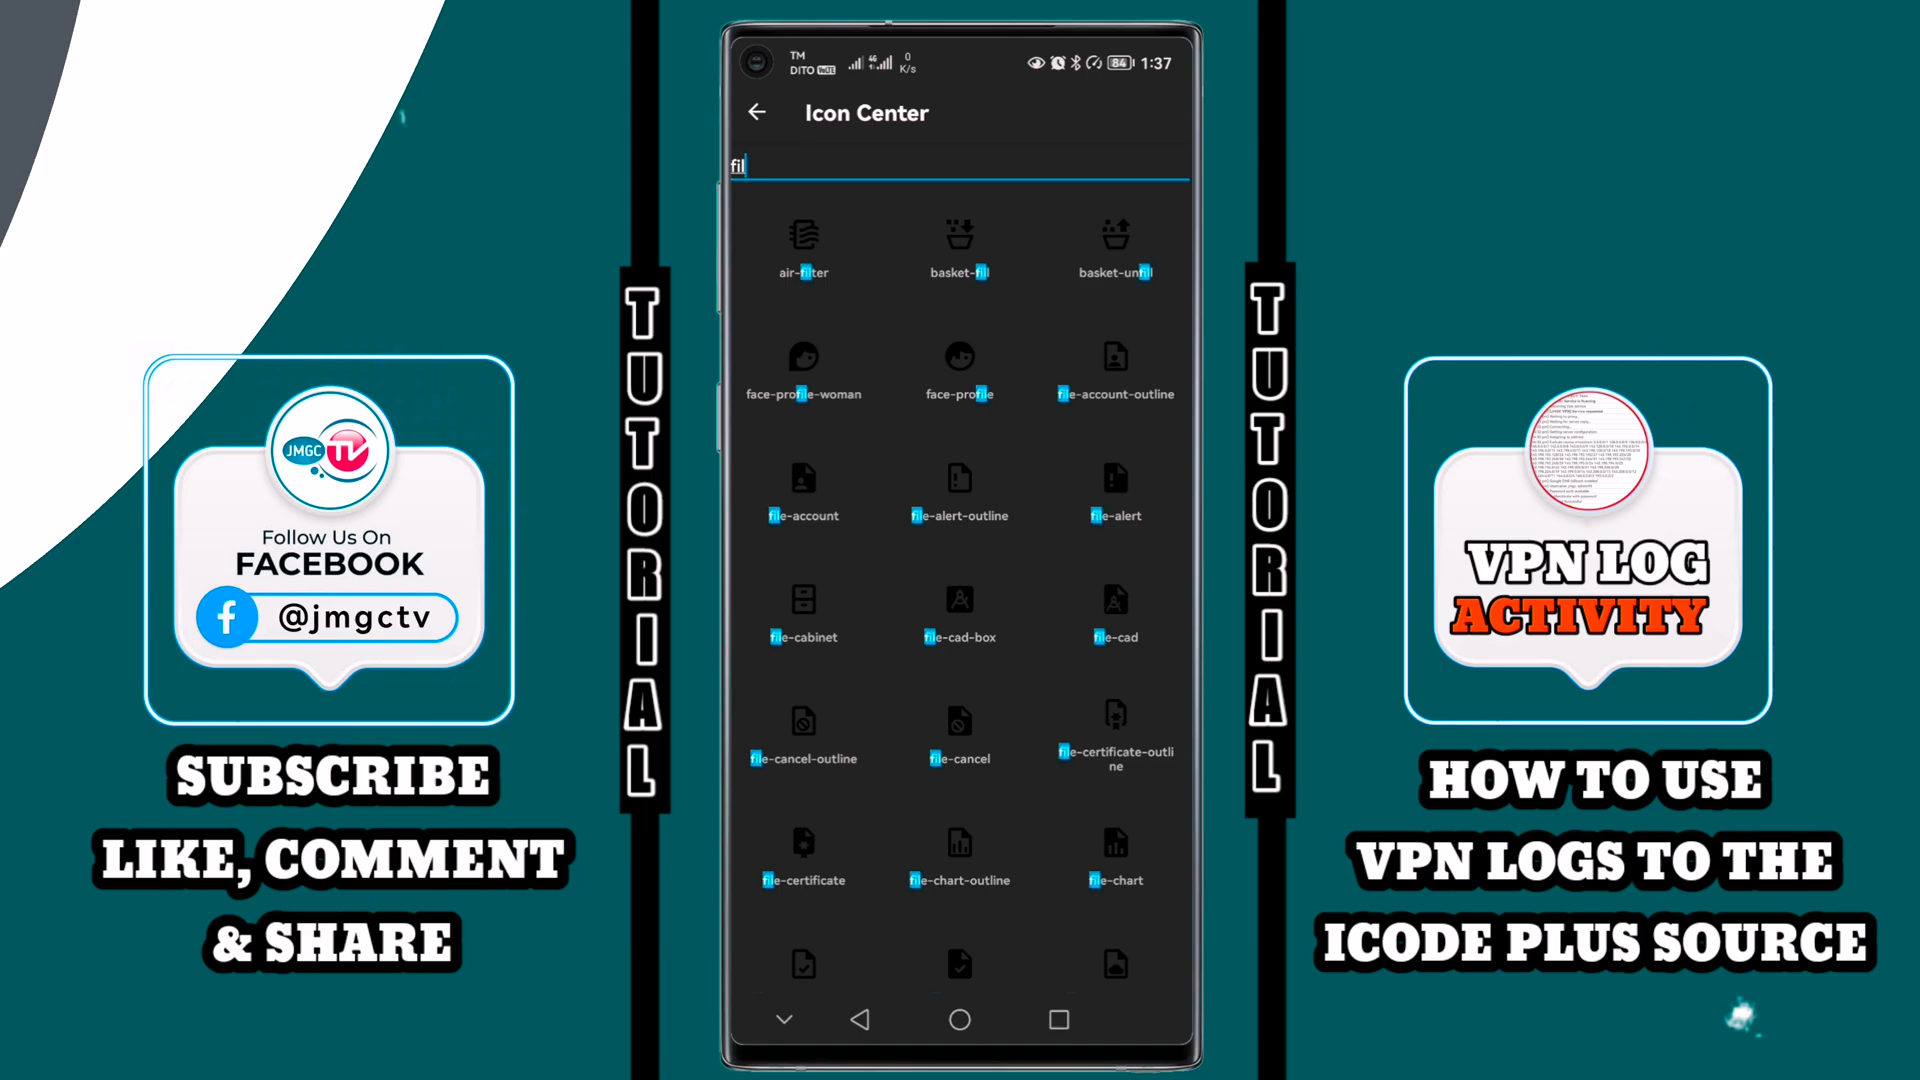 TM
DITO VoLTE
4G
0
K/s
84
1:37
Icon Center
fil
air-filter
basket-fill
basket-unfill
face-profile-woman
face-profile
file-account-outline
file-account
file-alert-outline
file-alert
file-cabinet
file-cad-box
file-cad
file-cancel-outline
file-cancel
file-certificate-outli
ne
file-certificate
file-chart-outline
file-chart
TUTORIAL
TUTORIAL
JMGC TV
Follow Us On
FACEBOOK
@jmgctv
SUBSCRIBE
LIKE, COMMENT
& SHARE
VPN LOG
ACTIVITY
HOW TO USE
VPN LOGS TO THE
ICODE PLUS SOURCE